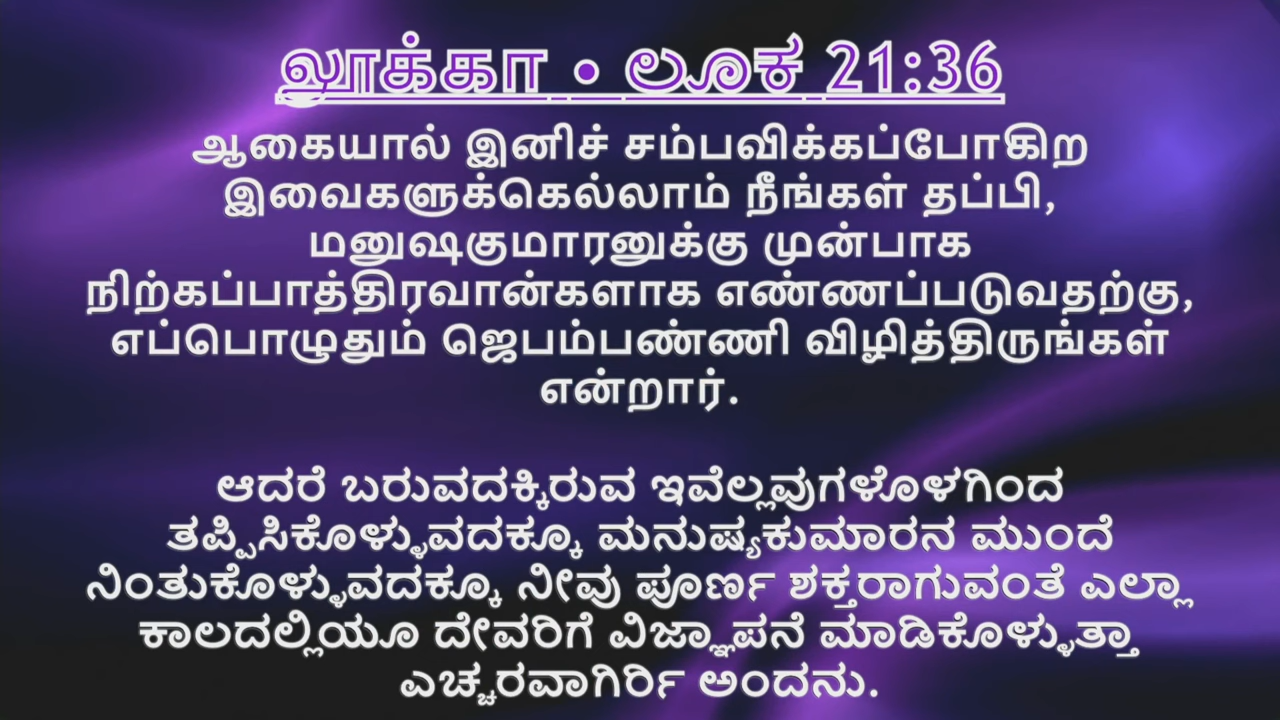 லூக்கா • ಲೂಕ 21:36
ஆகையால் இனிச் சம்பவிக்கப்போகிற
இவைகளுக்கெல்லாம் நீங்கள் தப்பி,
மனுஷகுமாரனுக்கு முன்பாக
நிற்கப்பாத்திரவான்களாக எண்ணப்படுவதற்கு,
எப்பொழுதும் ஜெபம்பண்ணி விழித்திருங்கள்
என்றார்.
ಆದರೆ ಬರುವದಕ್ಕಿರುವ ಇವೆಲ್ಲವುಗಳೊಳಗಿಂದ
ತಪ್ಪಿಸಿಕೊಳ್ಳುವದಕ್ಕೂ ಮನುಷ್ಯಕುಮಾರನ ಮುಂದೆ
ನಿಂತುಕೊಳ್ಳುವದಕ್ಕೂ ನೀವು ಪೂರ್ಣ ಶಕ್ತರಾಗುವಂತೆ ಎಲ್ಲಾ
ಕಾಲದಲ್ಲಿಯೂ ದೇವರಿಗೆ ವಿಜ್ಞಾಪನೆ ಮಾಡಿಕೊಳ್ಳುತ್ತಾ
ಎಚ್ಚರವಾಗಿರ್ರಿ ಅಂದನು.